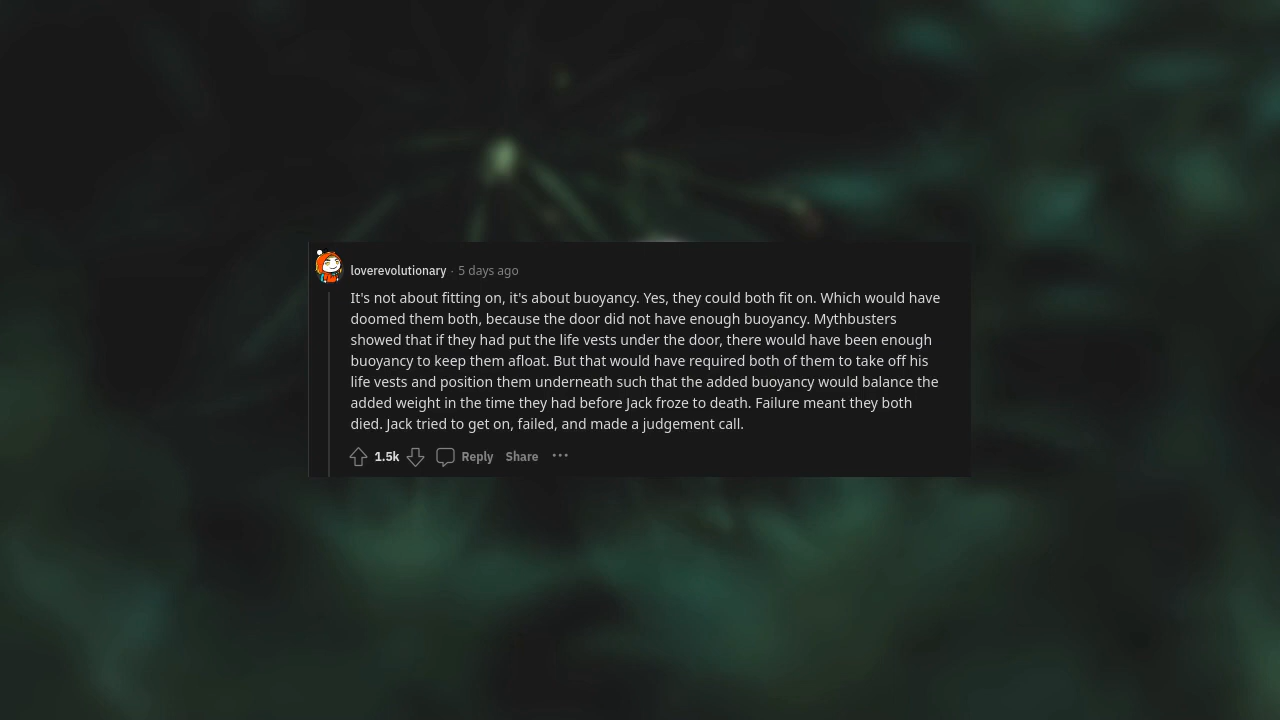 loverevolutionary · 5 days ago
It's not about fitting on, it's about buoyancy. Yes, they could both fit on. Which would have
doomed them both, because the door did not have enough buoyancy. Mythbusters
showed that if they had put the life vests under the door, there would have been enough
buoyancy to keep them afloat. But that would have required both of them to take off his
life vests and position them underneath such that the added buoyancy would balance the
added weight in the time they had before Jack froze to death. Failure meant they both
died. Jack tried to get on, failed, and made a judgement call.
1.5k Reply Share ···